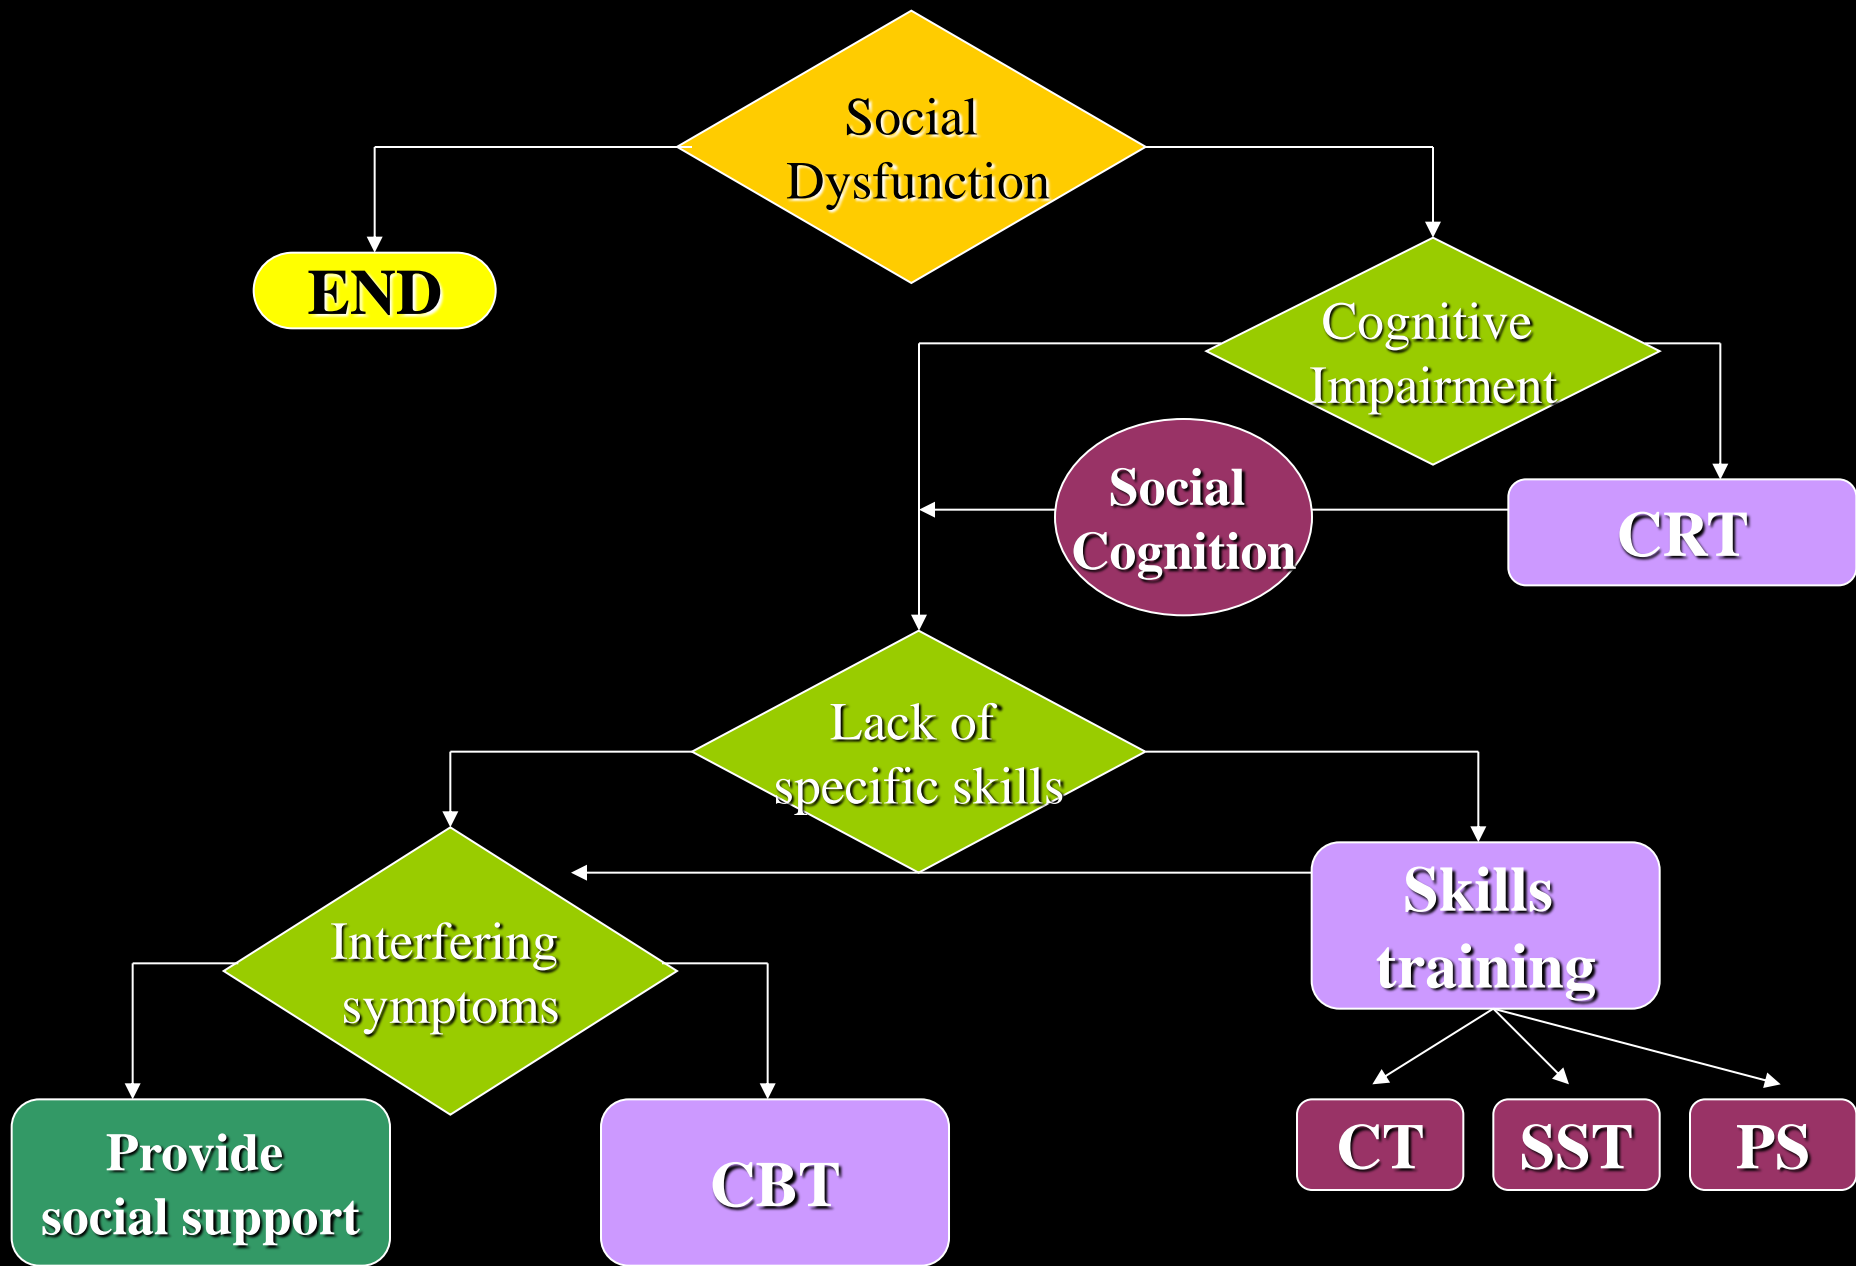 Social
Dysfunction
END
Cognitive
Impairment
Social
Cognition
CRT
Lack of
specific skills
Skills
training
Interfering
symptoms
Provide
social support
CBT
CT
SST
PS